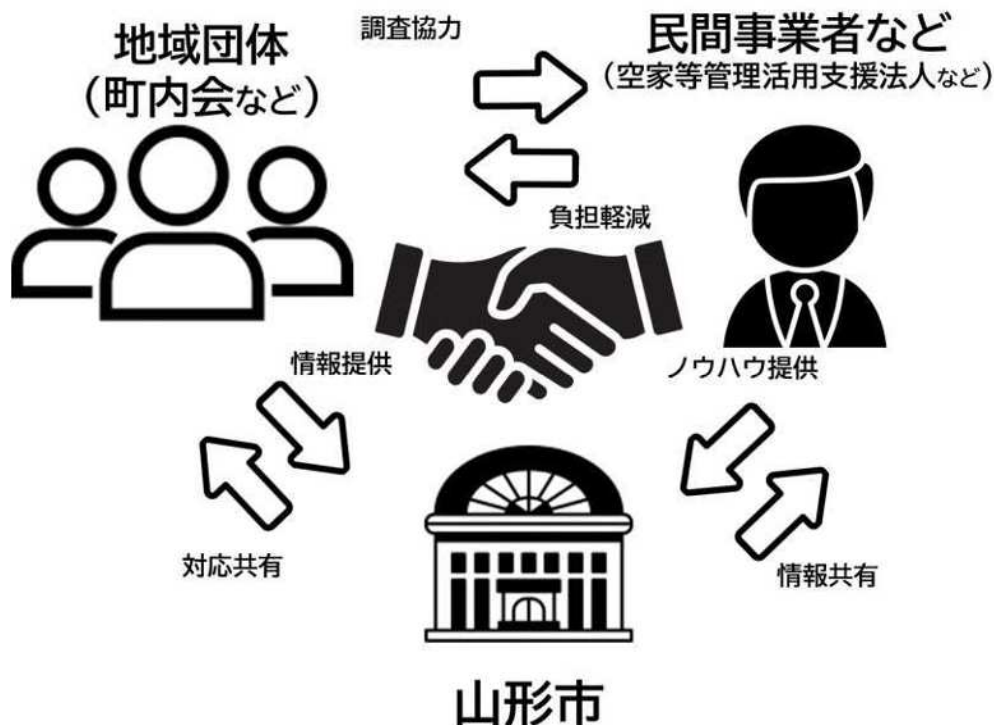 地域団体
（町内会など）
調査協力
民間事業者など
（空家等管理活用支援法人など）
負担軽減
情報提供
ノウハウ提供
対応共有
情報共有
山形市